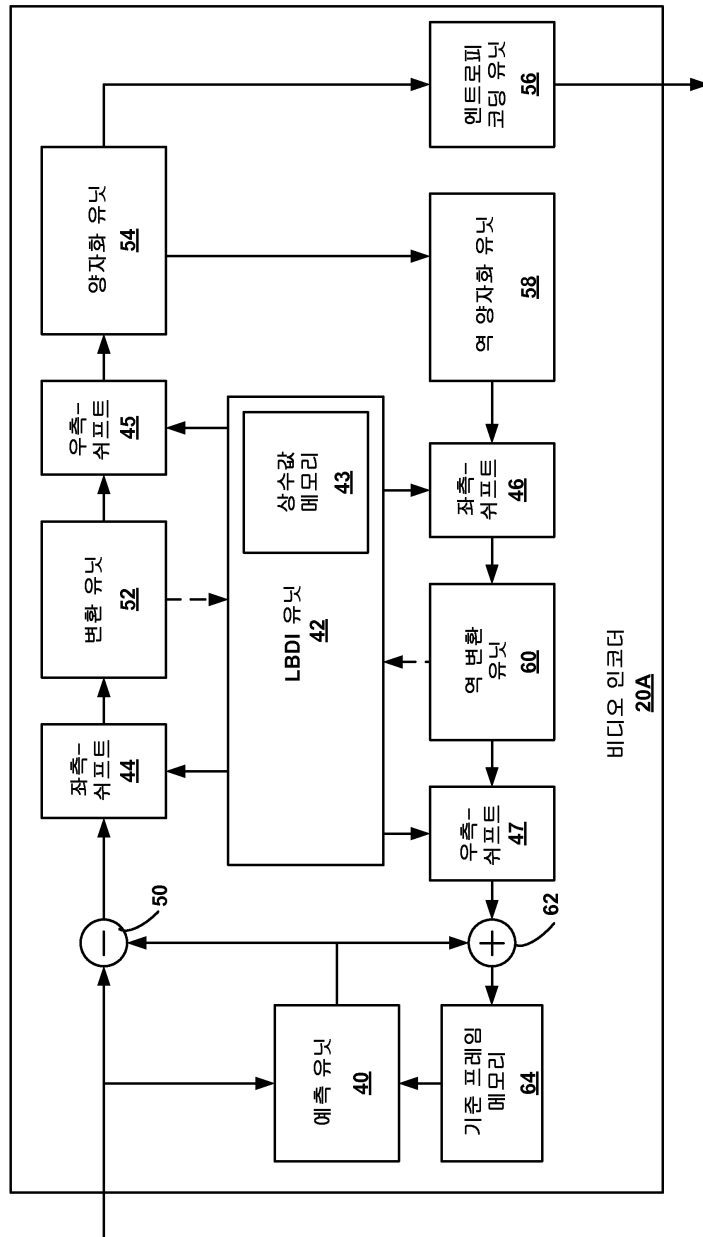 좌측-
쉬프트
44
변환 유닛
52
우측-
쉬프트
45
양자화 유닛
54
엔트로피
코딩 유닛
56
50
LBDI 유닛
42
상수값
메모리
43
예측 유닛
40
62
우측-
쉬프트
47
역 변환
유닛
60
좌측-
쉬프트
46
역 양자화 유닛
58
기준 프레임
메모리
64
비디오 인코더
20A